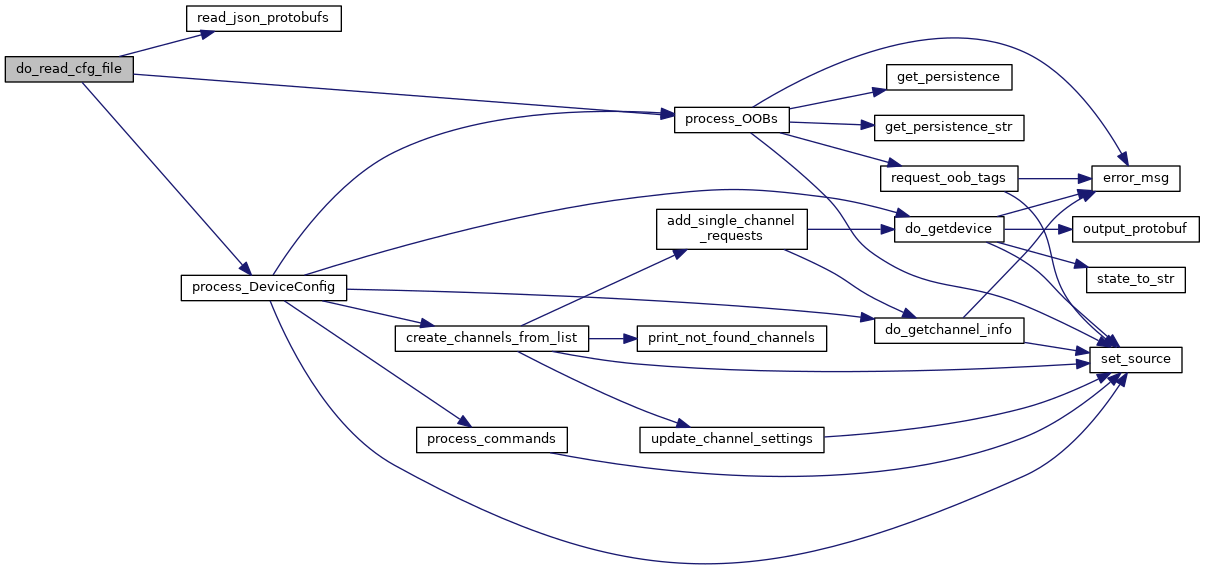 read_json_protobufs
do_read_cfg_file
get_persistence
process_OOBs
get_persistence_str
request_oob_tags
error_msg
add_single_channel
_requests
do_getdevice
output_protobuf
state_to_str
process_DeviceConfig
create_channels_from_list
print_not_found_channels
do_getchannel_info
set_source
process_commands
update_channel_settings